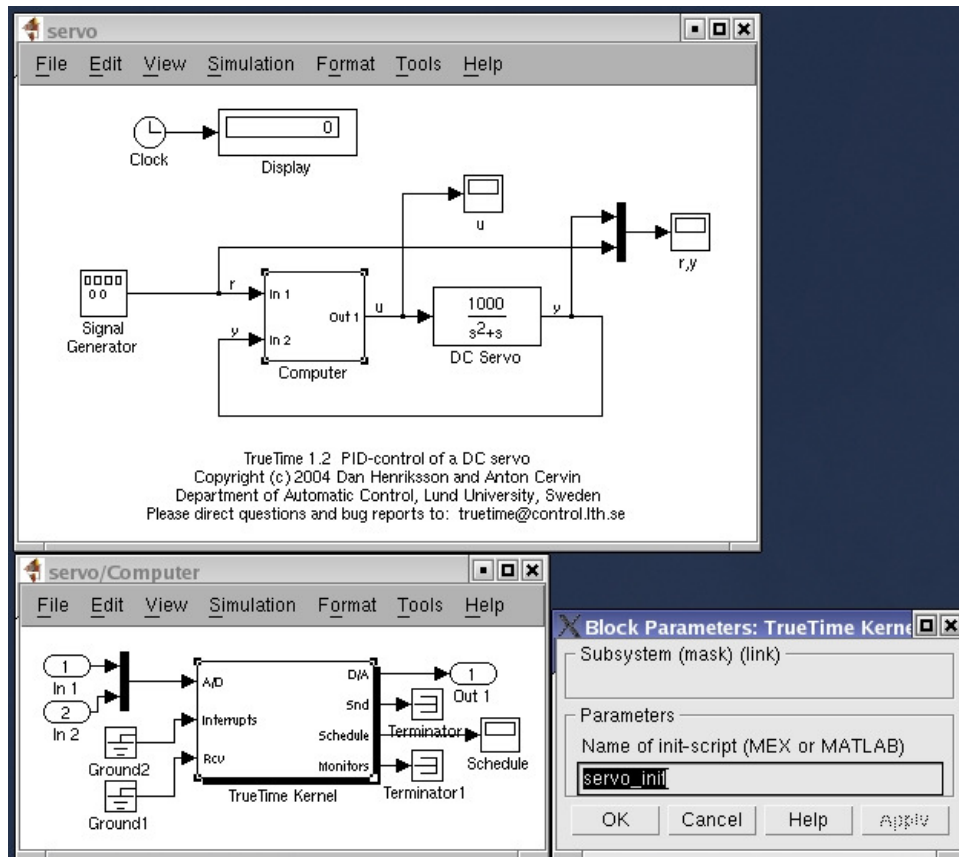 servo
File Edit View Simulation Format Tools Help
0
Clock
Display
u
r,y
Signal
Generator
r
y
In 1
In 2
Out 1
Computer
u
1000
s2+s
DC Servo
y
TrueTime 1.2 PID-control of a DC servo
Copyright (c) 2004 Dan Henriksson and Anton Cervin
Department of Automatic Control, Lund University, Sweden
Please direct questions and bug reports to: truetime@control.lth.se
servo/Computer
File Edit View Simulation Format Tools Help
1
In 1
2
In 2
Ground2
Ground1
A/D
Interrupts
Rcv
D/A
Snd
Schedule
Monitors
TrueTime Kernel
1
Out 1
Terminator
Schedule
Terminator1
Block Parameters: TrueTime Kerne
Subsystem (mask) (link)
Parameters
Name of init-script (MEX or MATLAB)
servo_init
OK Cancel Help Apply